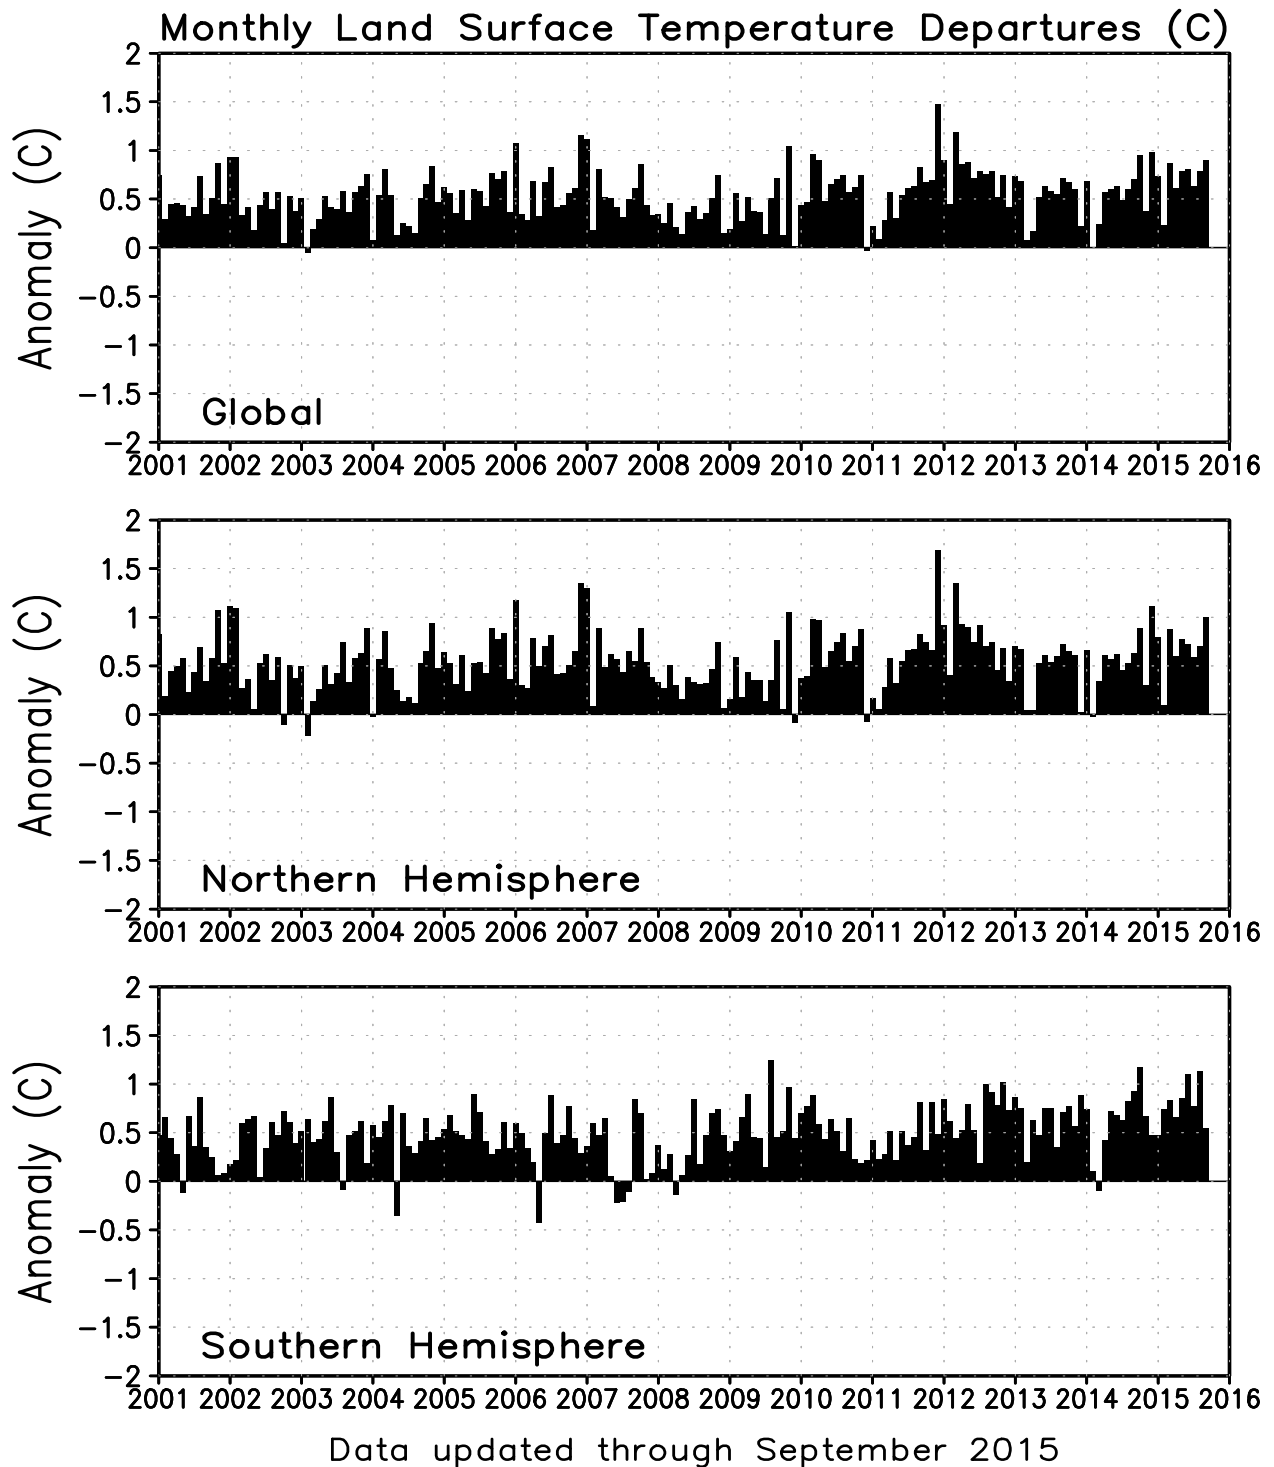 Monthly Land Surface Temperature Departures (C)
2
1.5
1
0.5
0
−0.5
−1
−1.5
−2
Anomaly (C)
Global
2001 2002 2003 2004 2005 2006 2007 2008 2009 2010 2011 2012 2013 2014 2015 2016
2
1.5
1
0.5
0
−0.5
−1
−1.5
−2
Anomaly (C)
Northern Hemisphere
2001 2002 2003 2004 2005 2006 2007 2008 2009 2010 2011 2012 2013 2014 2015 2016
2
1.5
1
0.5
0
−0.5
−1
−1.5
−2
Anomaly (C)
Southern Hemisphere
2001 2002 2003 2004 2005 2006 2007 2008 2009 2010 2011 2012 2013 2014 2015 2016
Data updated through September 2015